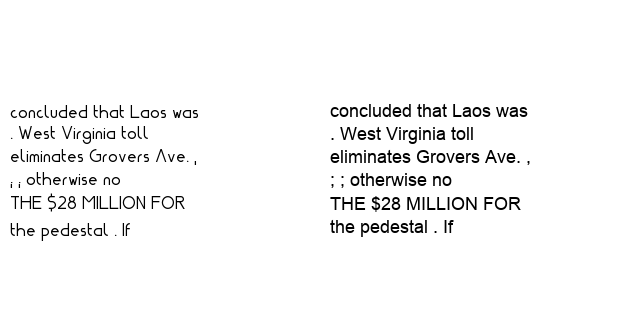 concluded that Laos was
. West Virginia toll
eliminates Grovers Ave. ,
; ; otherwise no
THE $28 MILLION FOR
the pedestal . If
concluded that Laos was
. West Virginia toll
eliminates Grovers Ave. ,
; ; otherwise no
THE $28 MILLION FOR
the pedestal . If